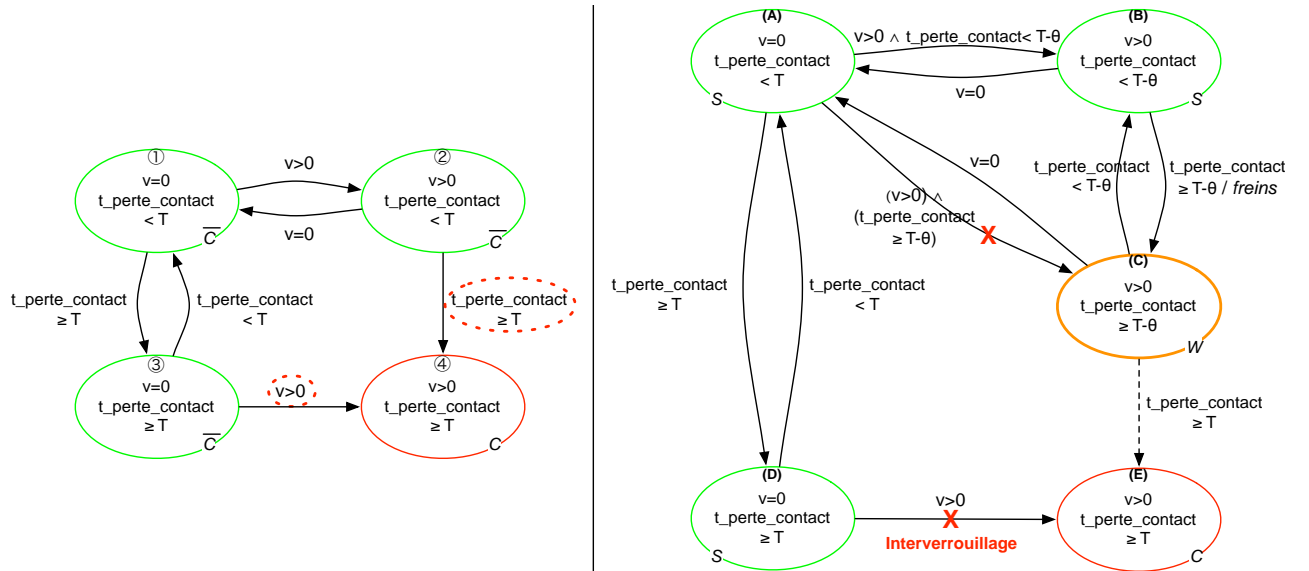 ①
v=0
t_perte_contact
< T
C
v>0
v=0
②
v>0
t_perte_contact
< T
C
t_perte_contact
≥ T
t_perte_contact
< T
t_perte_contact
≥ T
③
v=0
t_perte_contact
≥ T
C
v>0
④
v>0
t_perte_contact
≥ T
C
(A)
v=0
t_perte_contact
< T
S
v>0 ∧ t_perte_contact< T-θ
v=0
(B)
v>0
t_perte_contact
< T-θ
S
v=0
(v>0) ∧
(t_perte_contact
≥ T-θ)
X
t_perte_contact
< T-θ
t_perte_contact
≥ T-θ / freins
t_perte_contact
≥ T
t_perte_contact
< T
(C)
v>0
t_perte_contact
≥ T-θ
W
t_perte_contact
≥ T
(D)
v=0
t_perte_contact
≥ T
S
v>0
X
Interverrouillage
(E)
v>0
t_perte_contact
≥ T
C